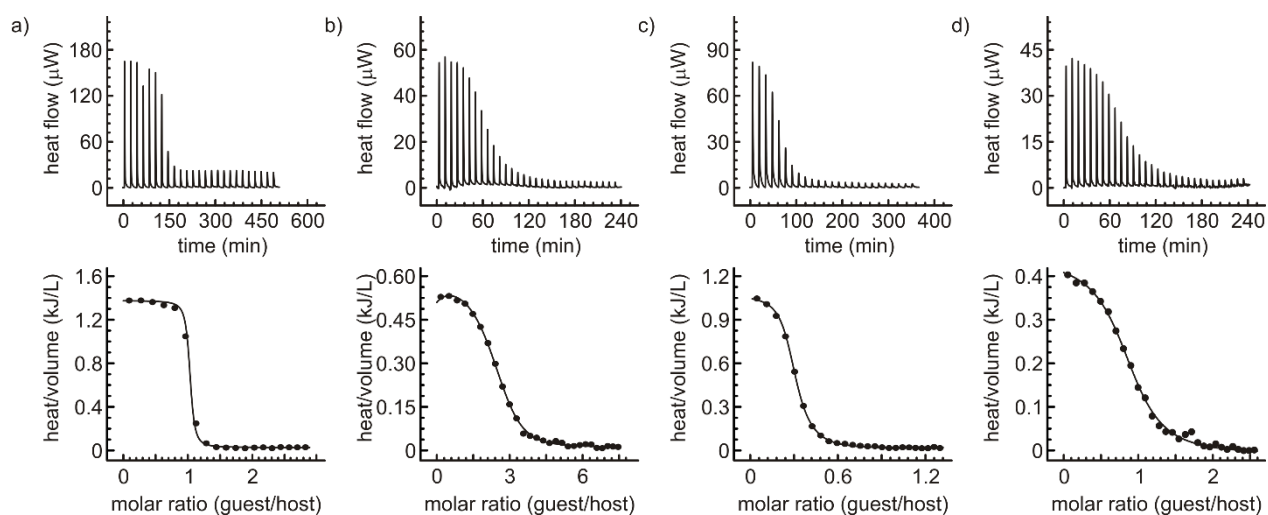 a)
heat flow (μW)
180
120
60
0
0 150 300 450 600
time (min)
b)
heat flow (μW)
60
40
20
0
0 60 120 180 240
time (min)
c)
heat flow (μW)
90
60
30
0
0 100 200 300 400
time (min)
d)
heat flow (μW)
45
30
15
0
0 60 120 180 240
time (min)
heat/volume (kJ/L)
1.6
1.2
0.8
0.4
0
0 1 2
molar ratio (guest/host)
heat/volume (kJ/L)
0.60
0.45
0.30
0.15
0
0 3 6
molar ratio (guest/host)
heat/volume (kJ/L)
1.2
0.9
0.6
0.3
0
0 0.6 1.2
molar ratio (guest/host)
heat/volume (kJ/L)
0.4
0.3
0.2
0.1
0
0 1 2
molar ratio (guest/host)